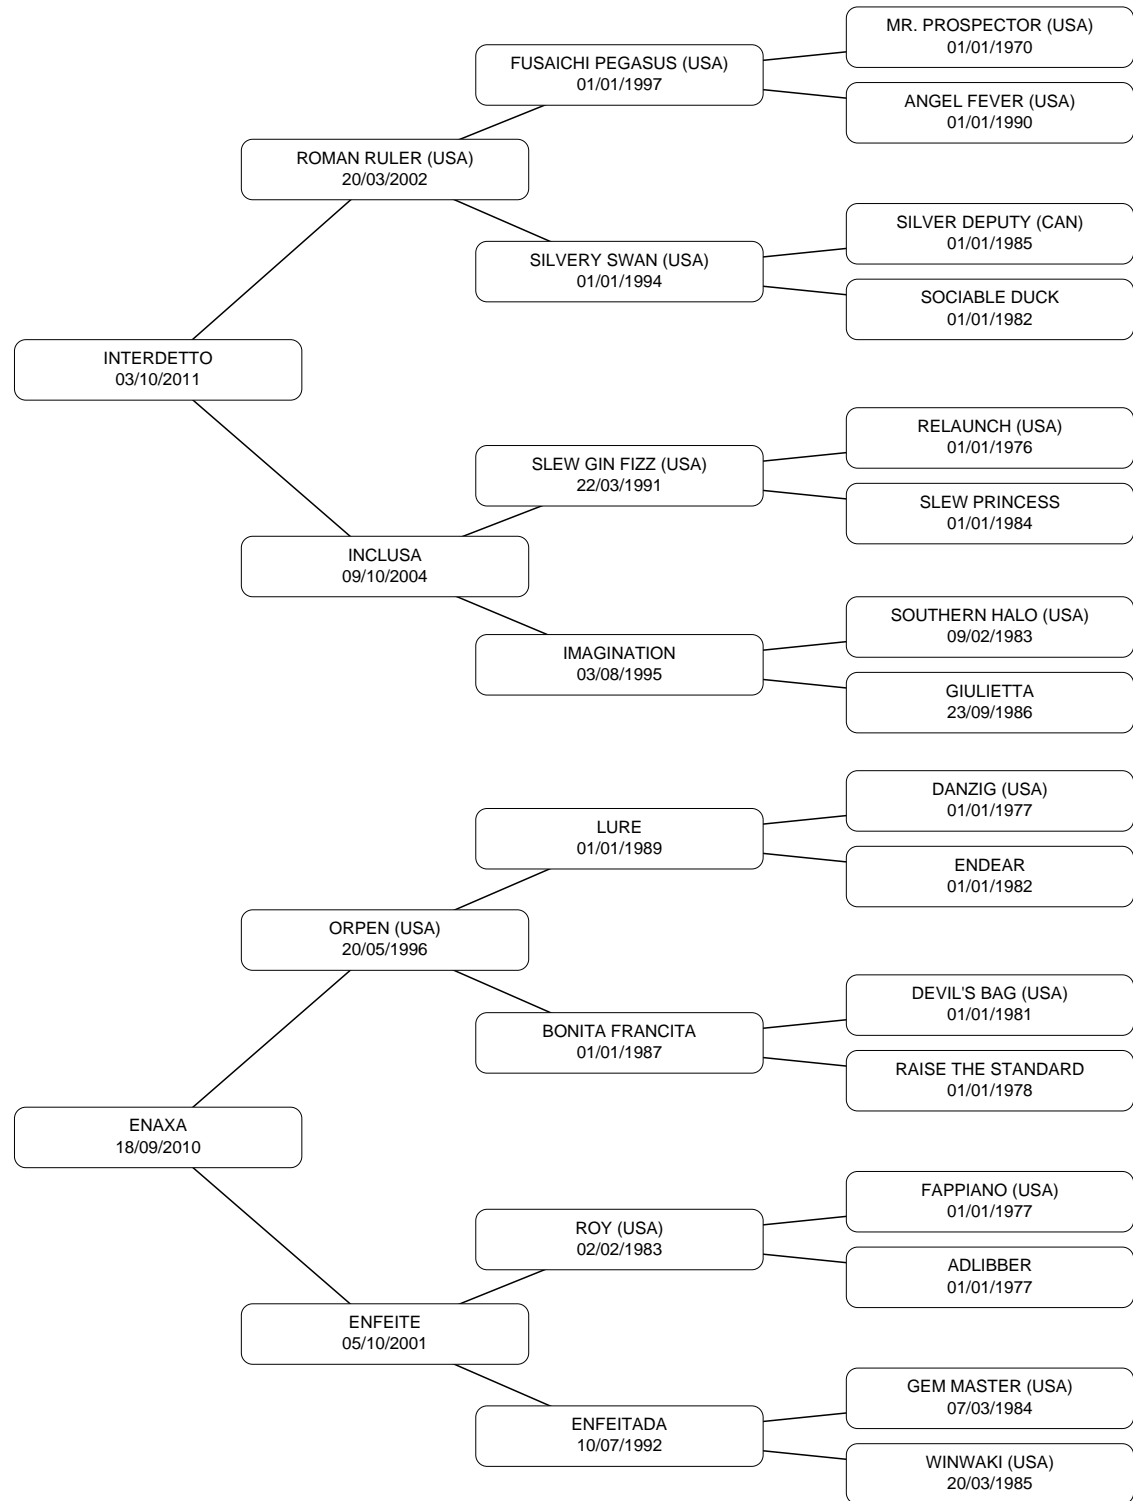 MR. PROSPECTOR (USA)
01/01/1970
FUSAICHI PEGASUS (USA)
01/01/1997
ANGEL FEVER (USA)
01/01/1990
ROMAN RULER (USA)
20/03/2002
SILVER DEPUTY (CAN)
01/01/1985
SILVERY SWAN (USA)
01/01/1994
SOCIABLE DUCK
01/01/1982
INTERDETTO
03/10/2011
RELAUNCH (USA)
01/01/1976
SLEW GIN FIZZ (USA)
22/03/1991
SLEW PRINCESS
01/01/1984
INCLUSA
09/10/2004
SOUTHERN HALO (USA)
09/02/1983
IMAGINATION
03/08/1995
GIULIETTA
23/09/1986
DANZIG (USA)
01/01/1977
LURE
01/01/1989
ENDEAR
01/01/1982
ORPEN (USA)
20/05/1996
DEVIL'S BAG (USA)
01/01/1981
BONITA FRANCITA
01/01/1987
RAISE THE STANDARD
01/01/1978
ENAXA
18/09/2010
FAPPIANO (USA)
01/01/1977
ROY (USA)
02/02/1983
ADLIBBER
01/01/1977
ENFEITE
05/10/2001
GEM MASTER (USA)
07/03/1984
ENFEITADA
10/07/1992
WINWAKI (USA)
20/03/1985